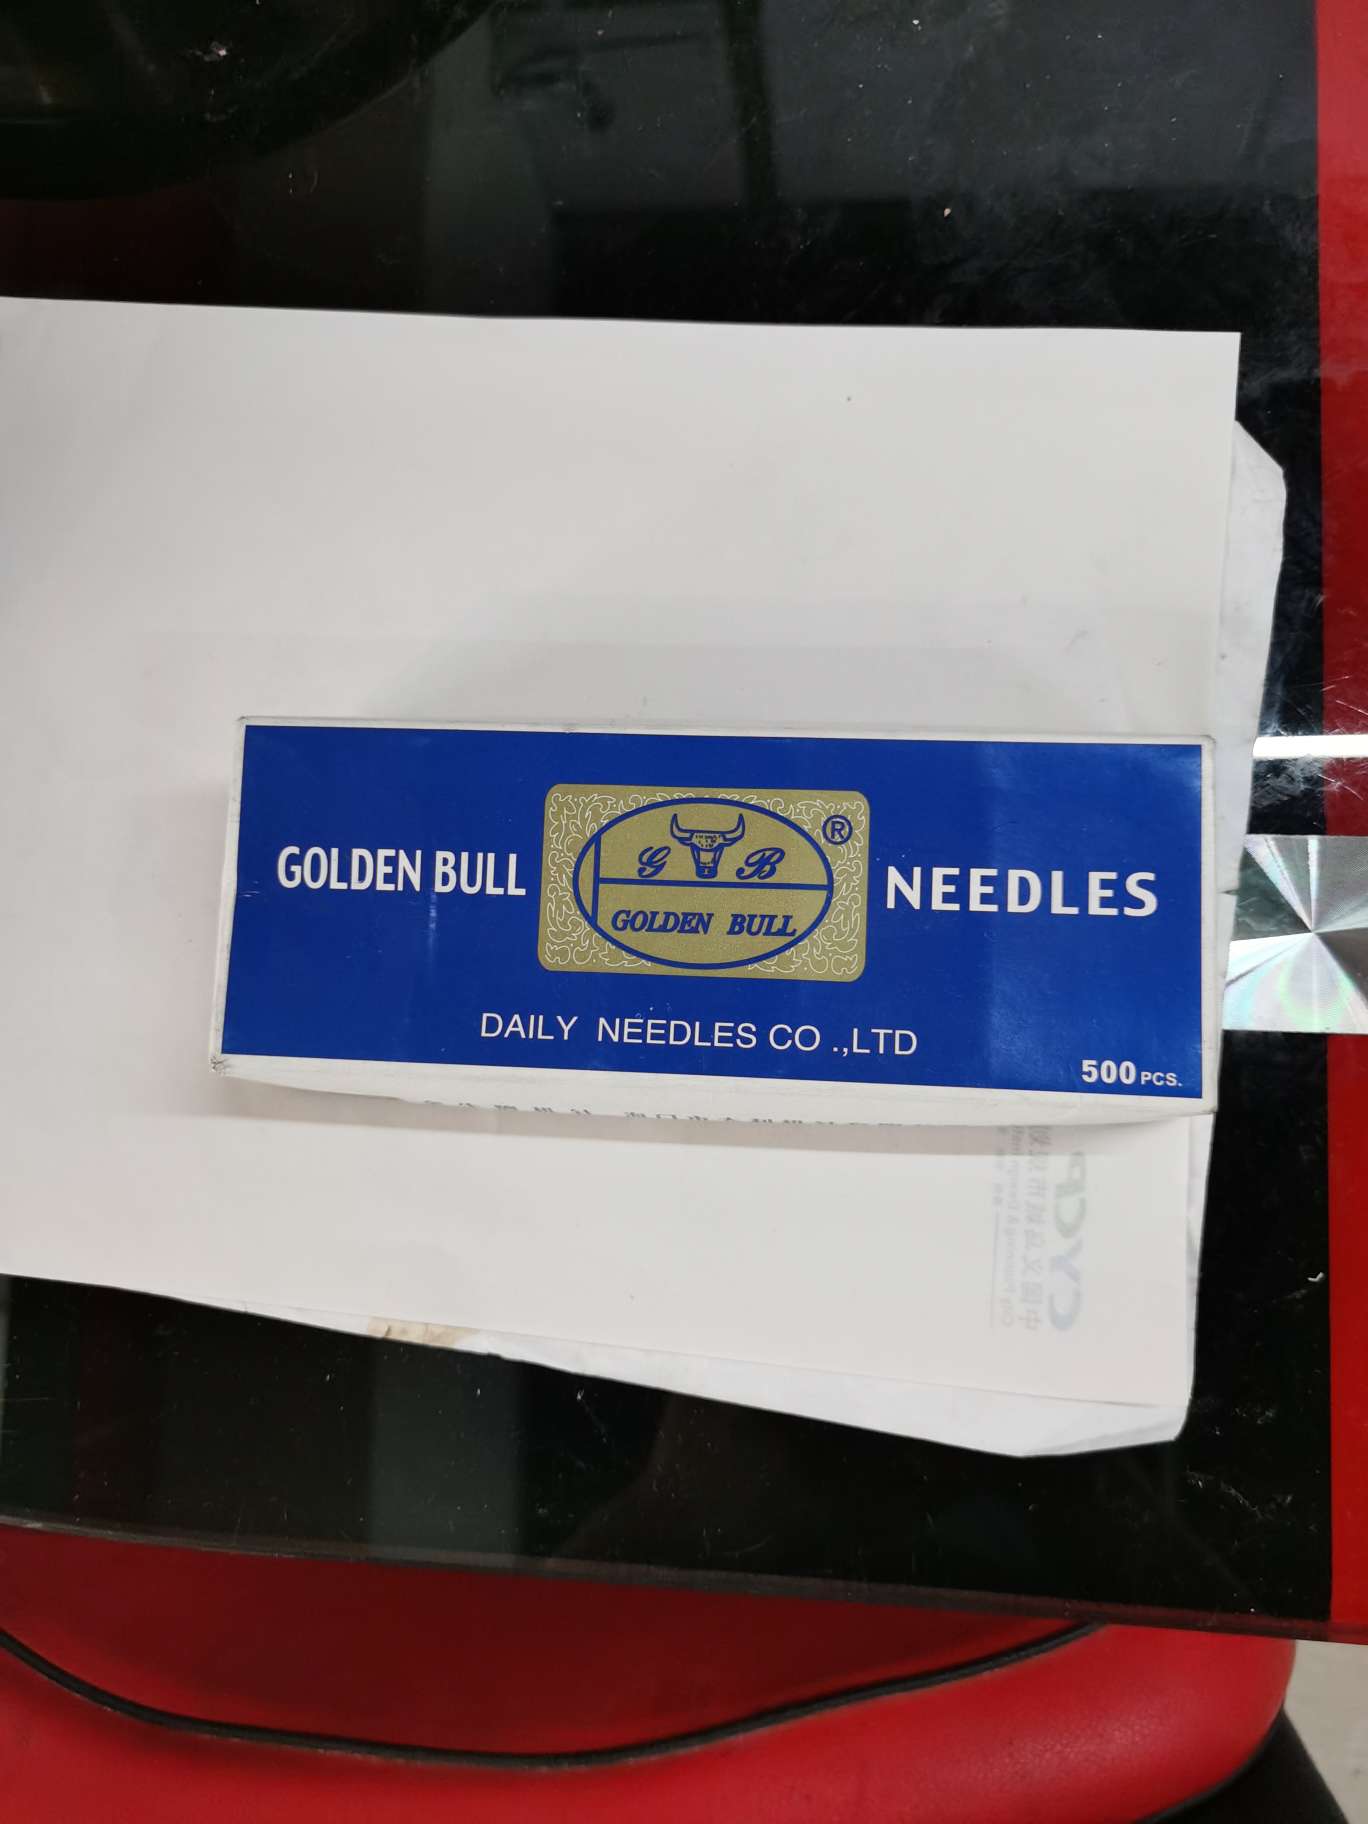 GOLDEN BULL
G B
GOLDEN BULL
®
NEEDLES
DAILY NEEDLES CO .,LTD
500 PCS.